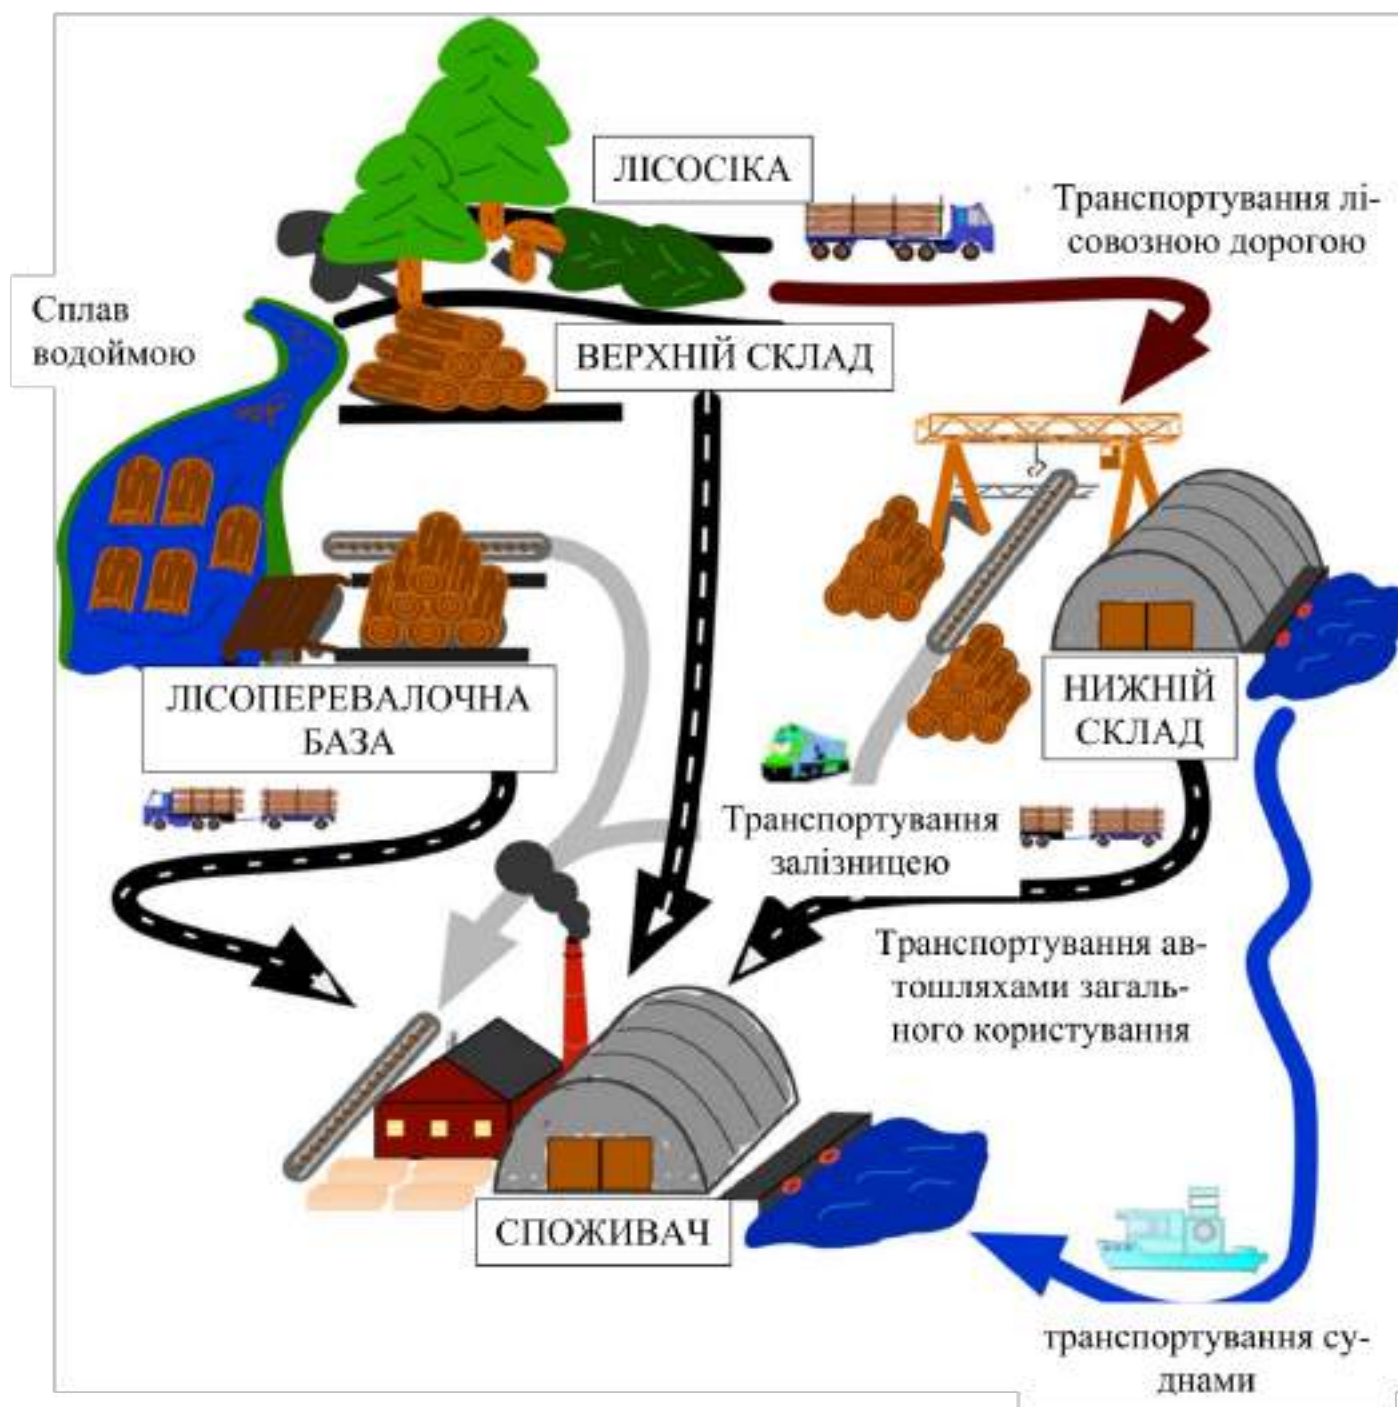 ЛІСОСІКА
Транспортування лі-
совозною дорогою
Сплав
водоймою
ВЕРХНІЙ СКЛАД
ЛІСОПЕРЕВАЛОЧНА
БАЗА
НИЖНІЙ
СКЛАД
Транспортування
залізницею
Транспортування ав-
тошляхами загаль-
ного користування
СПОЖИВАЧ
транспортування су-
днами